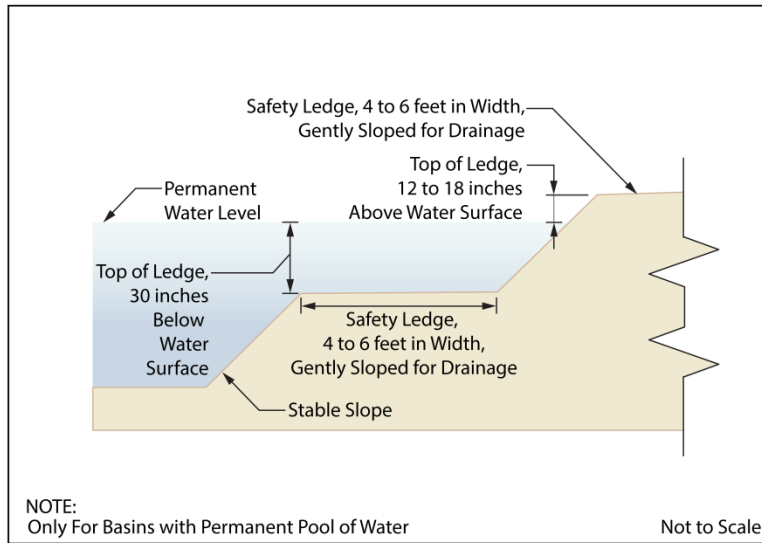 Safety Ledge, 4 to 6 feet in Width,
Gently Sloped for Drainage
Top of Ledge,
12 to 18 inches
Above Water Surface
Permanent
Water Level
Top of Ledge,
30 inches
Below
Water
Surface
Safety Ledge,
4 to 6 feet in Width,
Gently Sloped for Drainage
Stable Slope
NOTE:
Only For Basins with Permanent Pool of Water
Not to Scale